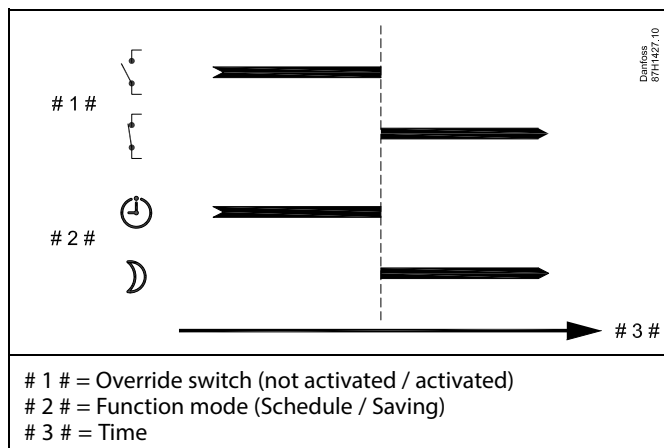 Danfoss
87H1427.10
# 1 #
# 2 #
# 3 #
# 1 # = Override switch (not activated / activated)
# 2 # = Function mode (Schedule / Saving)
# 3 # = Time